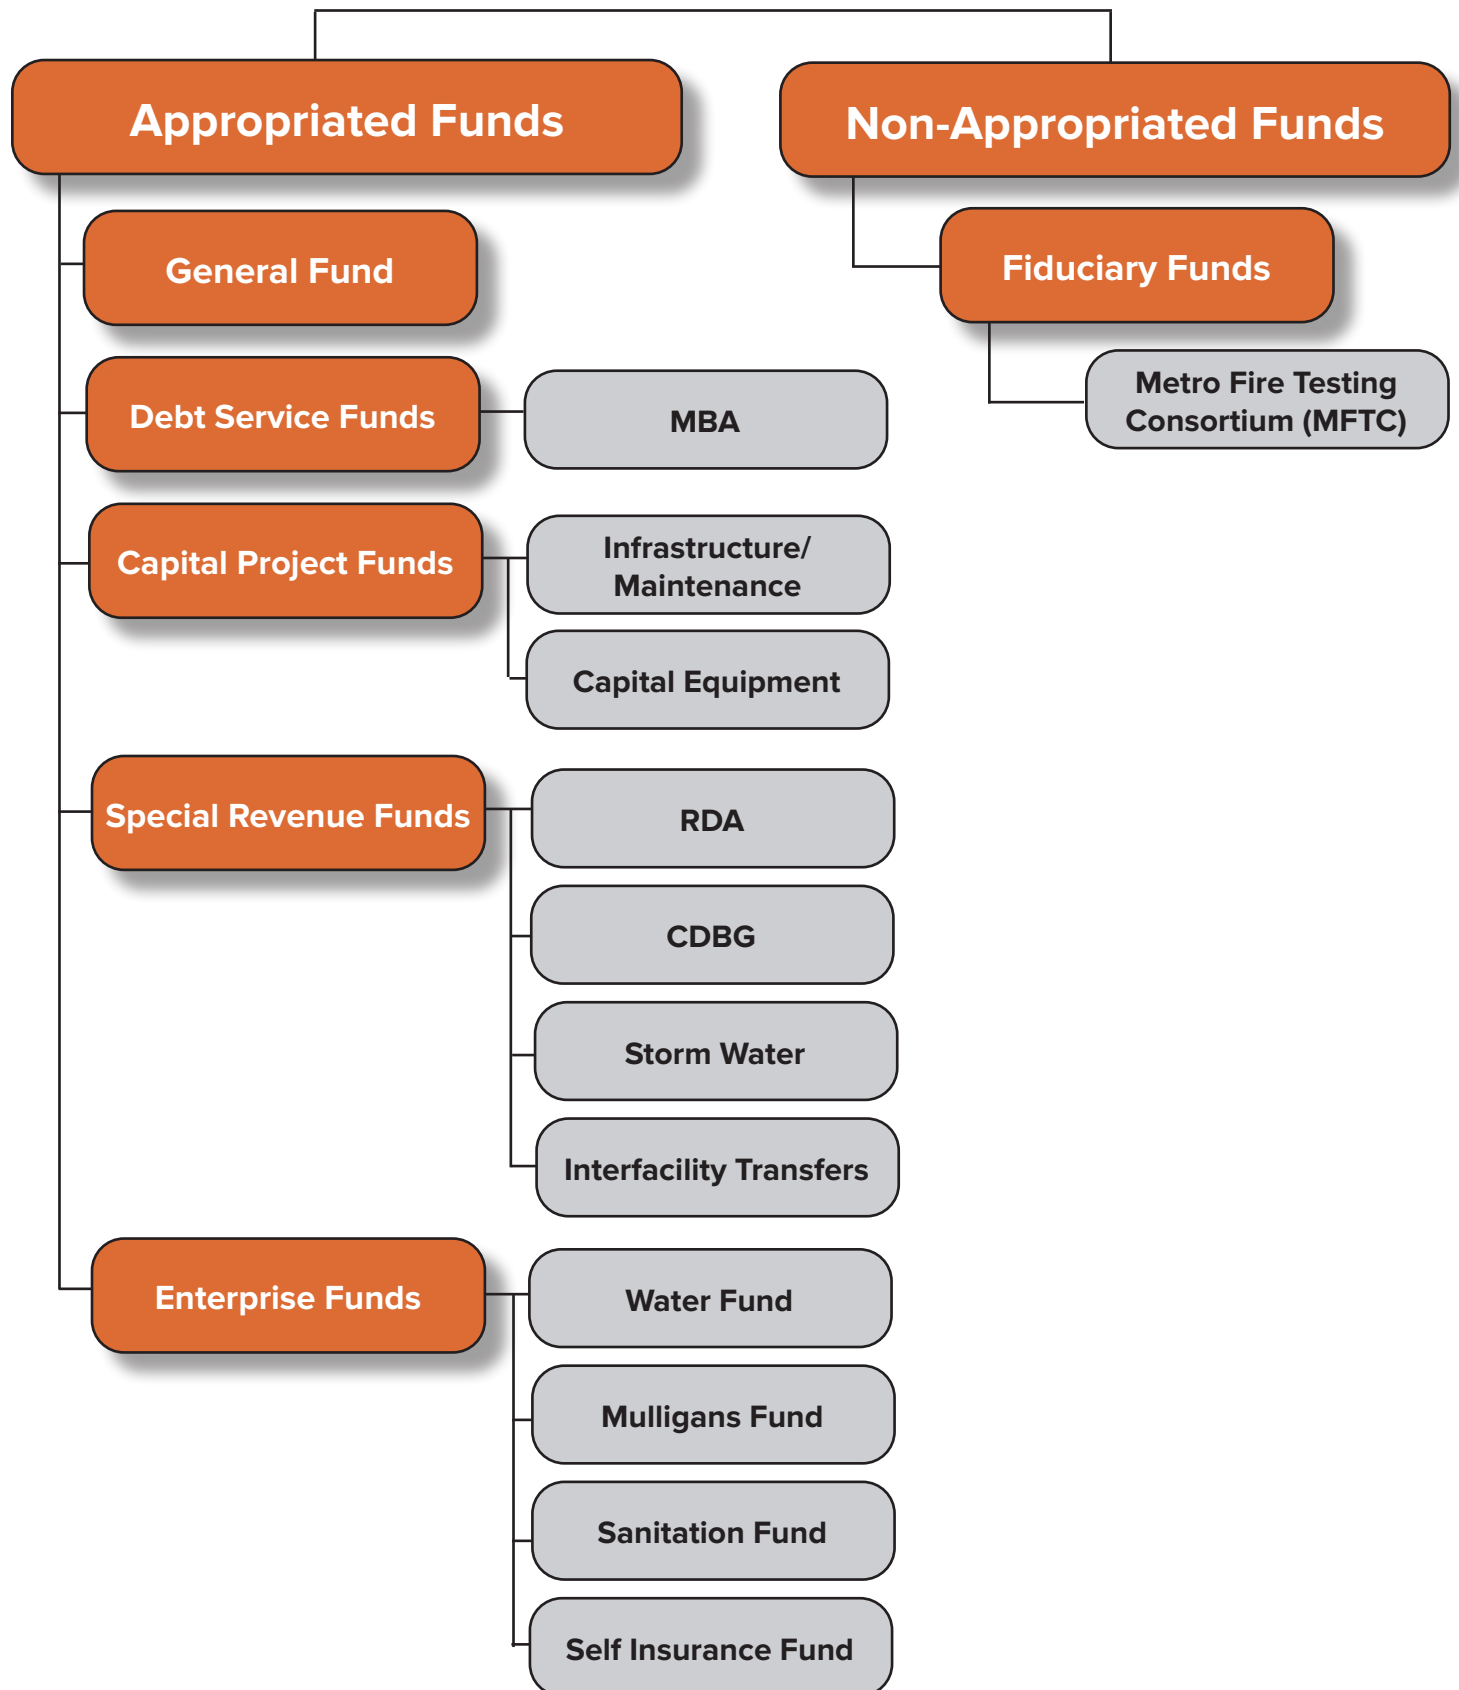 Appropriated Funds
Non-Appropriated Funds
General Fund
Fiduciary Funds
Debt Service Funds
MBA
Metro Fire Testing
Consortium (MFTC)
Capital Project Funds
Infrastructure/
Maintenance
Capital Equipment
Special Revenue Funds
RDA
CDBG
Storm Water
Interfacility Transfers
Enterprise Funds
Water Fund
Mulligans Fund
Sanitation Fund
Self Insurance Fund